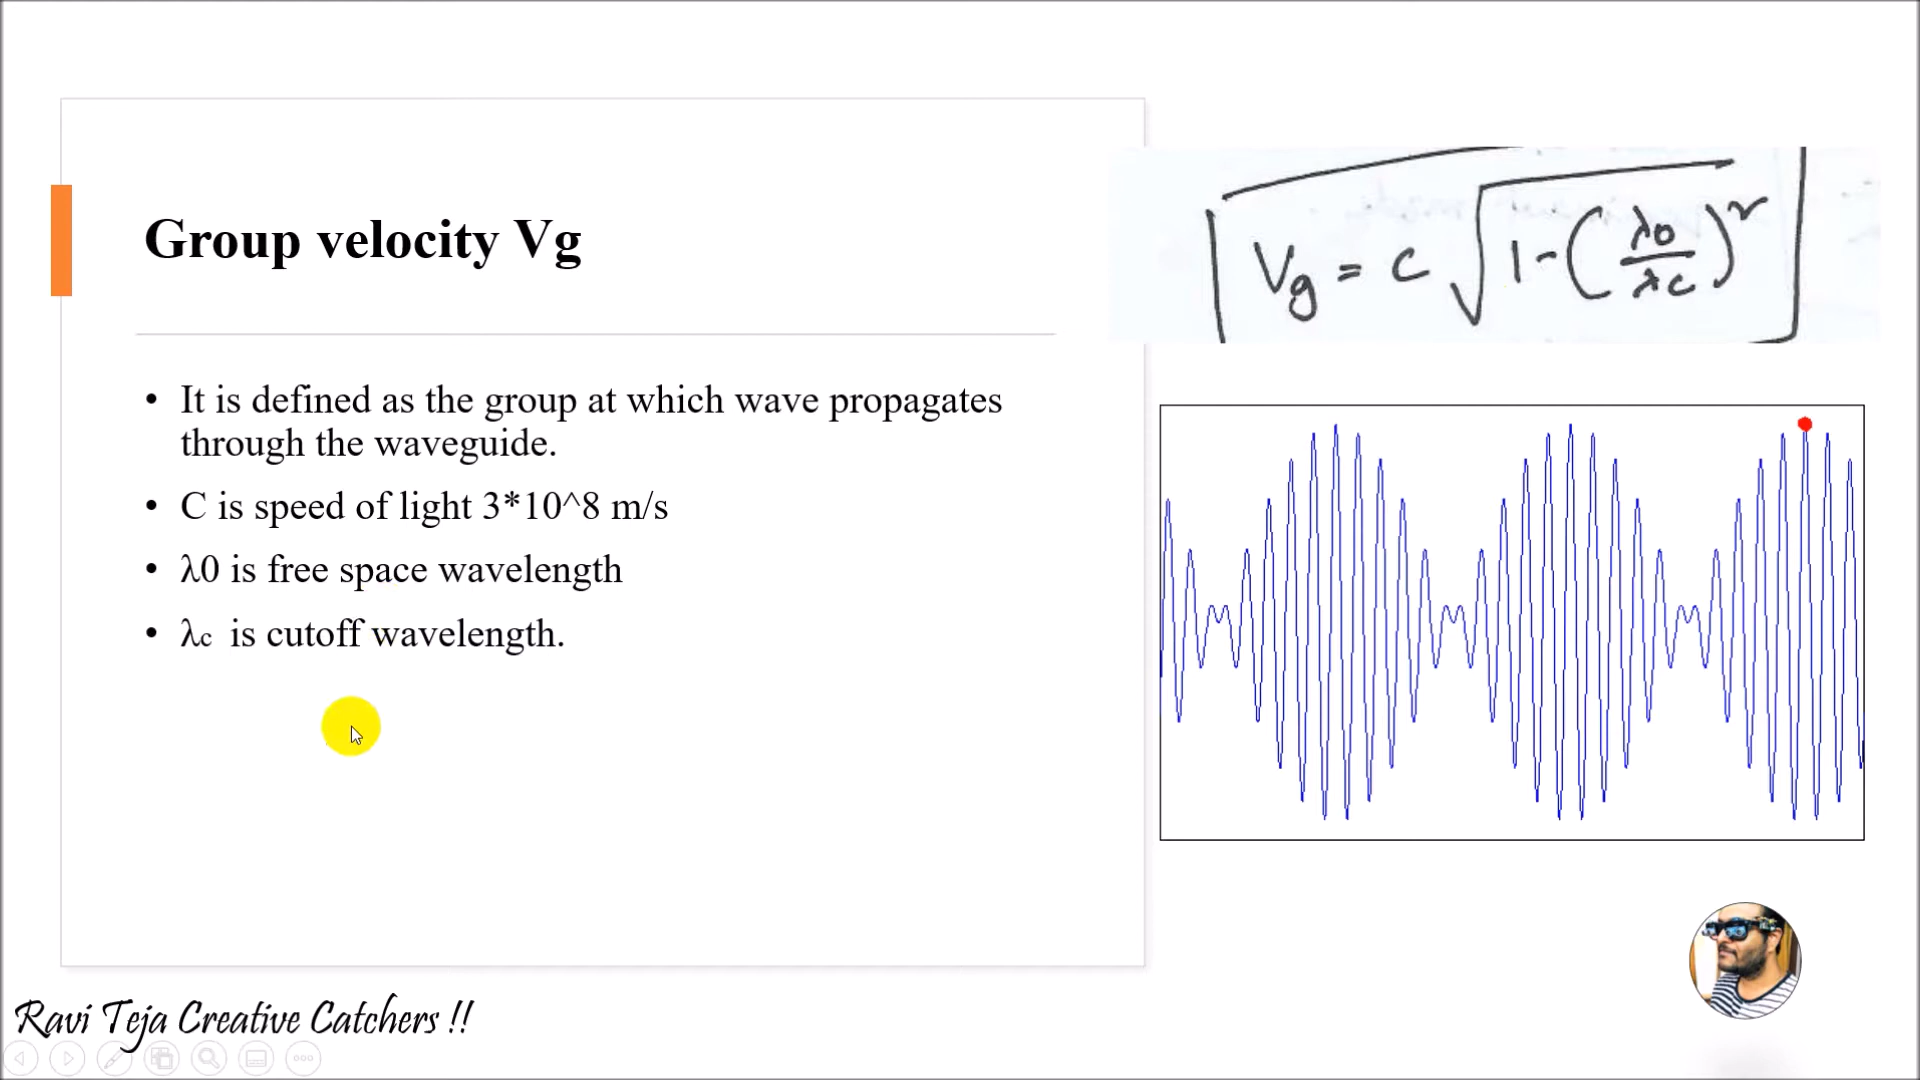 Group velocity Vg
Vg = c √1-(λ0/λc)²
• It is defined as the group at which wave propagates
through the waveguide.
• C is speed of light 3*10^8 m/s
• λ0 is free space wavelength
• λc is cutoff wavelength.
Ravi Teja Creative Catchers !!